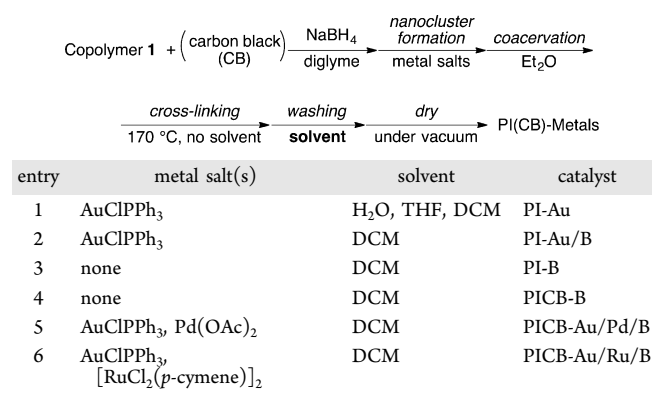 nanocluster
NaBH4 formation coacervation
Copolymer 1 + (carbon black) diglyme metal salts Et2O
(CB)
cross-linking washing dry
170 °C, no solvent solvent under vacuum PI(CB)-Metals
entry metal salt(s) solvent catalyst
1 AuClPPh3 H2O, THF, DCM PI-Au
2 AuClPPh3 DCM PI-Au/B
3 none DCM PI-B
4 none DCM PICB-B
5 AuClPPh3, Pd(OAc)2 DCM PICB-Au/Pd/B
6 AuClPPh3, DCM PICB-Au/Ru/B
[RuCl2(p-cymene)]2